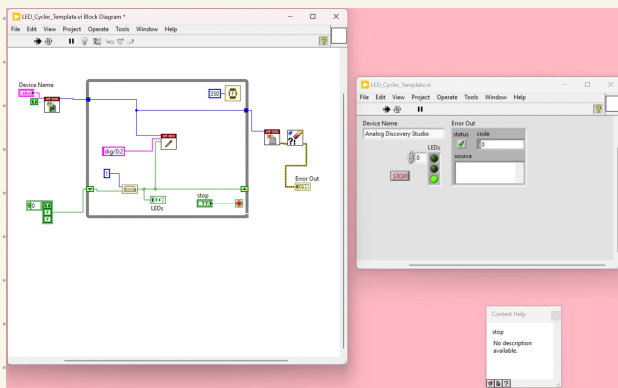 LED_Cycler_Template.vi Block Diagram *
File Edit View Project Operate Tools Window Help
Device Name
350
dig/0:2
1
stop
LEDs
Error Out
0
LED_Cycler_Template.vi
File Edit View Project Operate Tools Window Help
Device Name
Error Out
Analog Discovery Studio
status code
LEDs
0
0
source
STOP
Context Help
stop
No description
available.